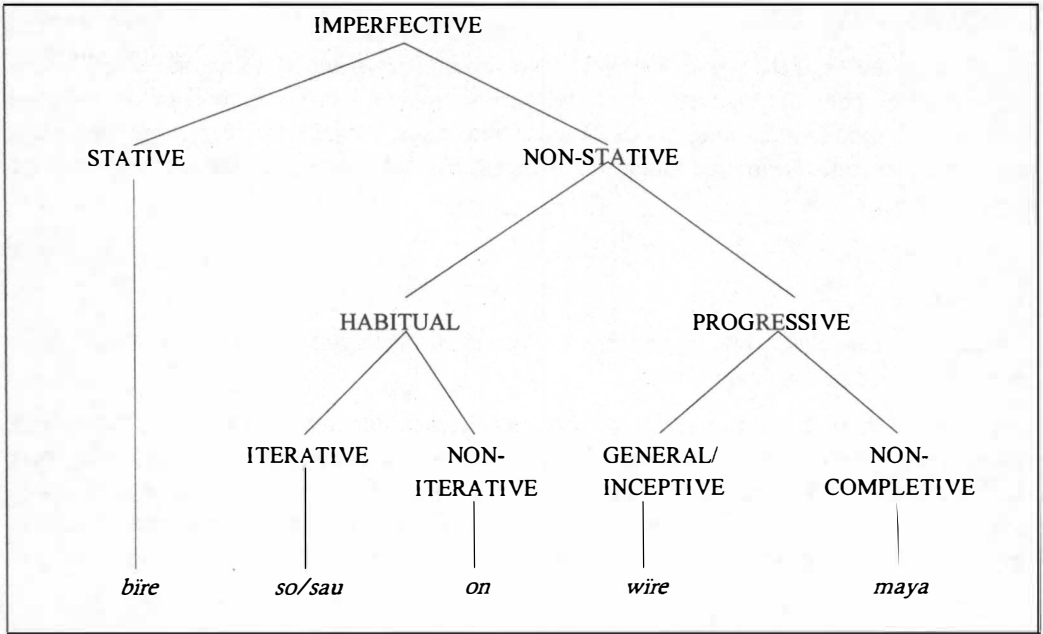 IMPERFECTIVE
STATIVE NON-STATIVE
HABITUAL PROGRESSIVE
ITERATIVE NON- GENERAL/ NON-
ITERATIVE INCEPTIVE COMPLETIVE
bïre so/sau on wïre maya